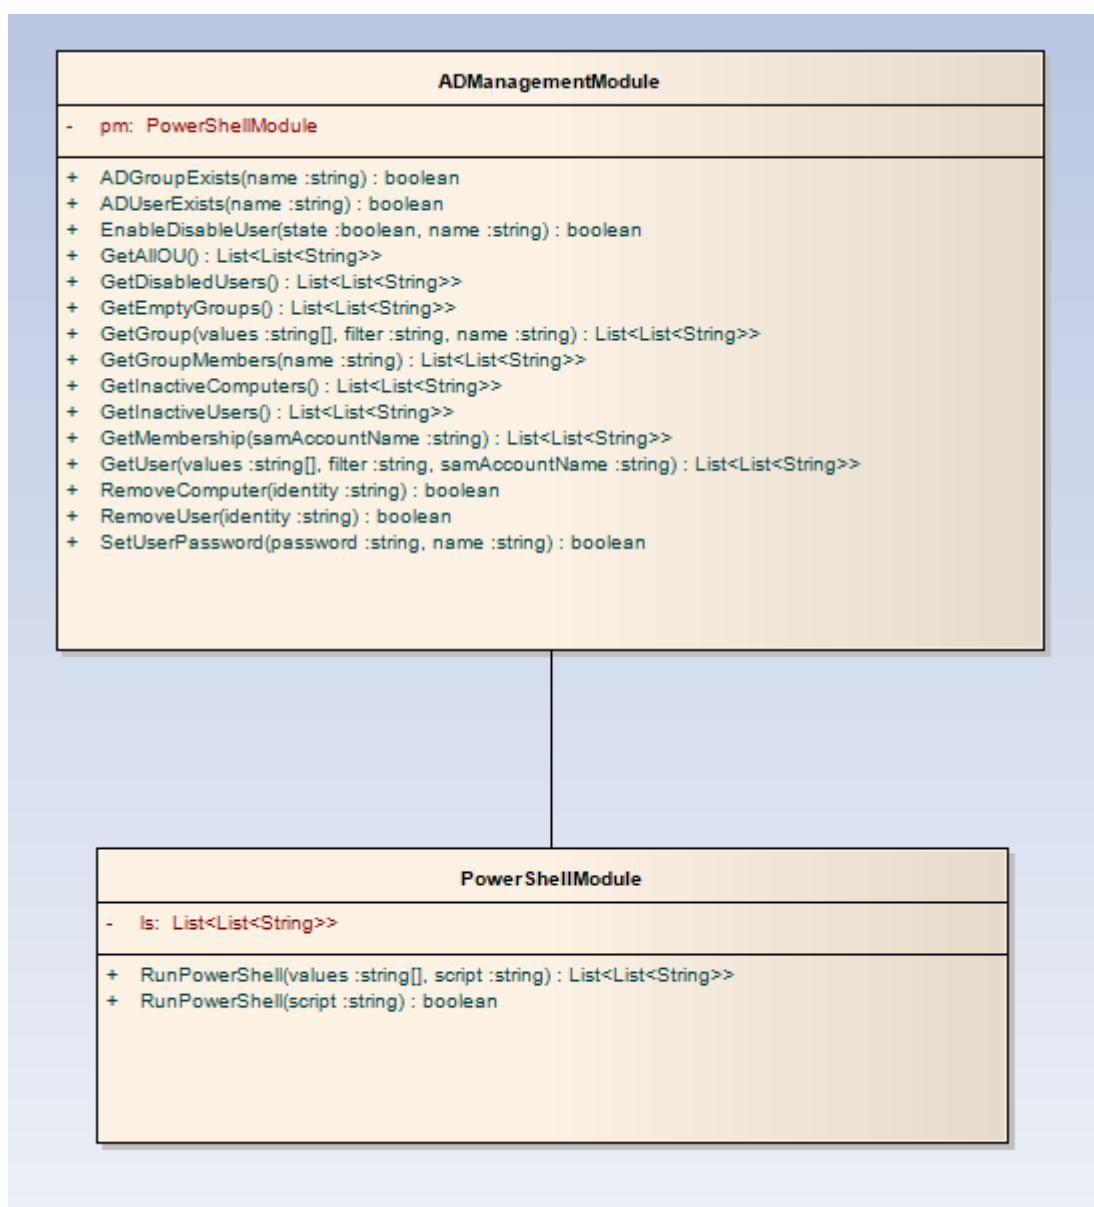 ADManagementModule
- pm: PowerShellModule
+ ADGroupExists(name :string) : boolean
+ ADUserExists(name :string) : boolean
+ EnableDisableUser(state :boolean, name :string) : boolean
+ GetAllOU() : List<List<String>>
+ GetDisabledUsers() : List<List<String>>
+ GetEmptyGroups() : List<List<String>>
+ GetGroup(values :string[], filter :string, name :string) : List<List<String>>
+ GetGroupMembers(name :string) : List<List<String>>
+ GetInactiveComputers() : List<List<String>>
+ GetInactiveUsers() : List<List<String>>
+ GetMembership(samAccountName :string) : List<List<String>>
+ GetUser(values :string[], filter :string, samAccountName :string) : List<List<String>>
+ RemoveComputer(identity :string) : boolean
+ RemoveUser(identity :string) : boolean
+ SetUserPassword(password :string, name :string) : boolean
PowerShellModule
- ls: List<List<String>>
+ RunPowerShell(values :string[], script :string) : List<List<String>>
+ RunPowerShell(script :string) : boolean